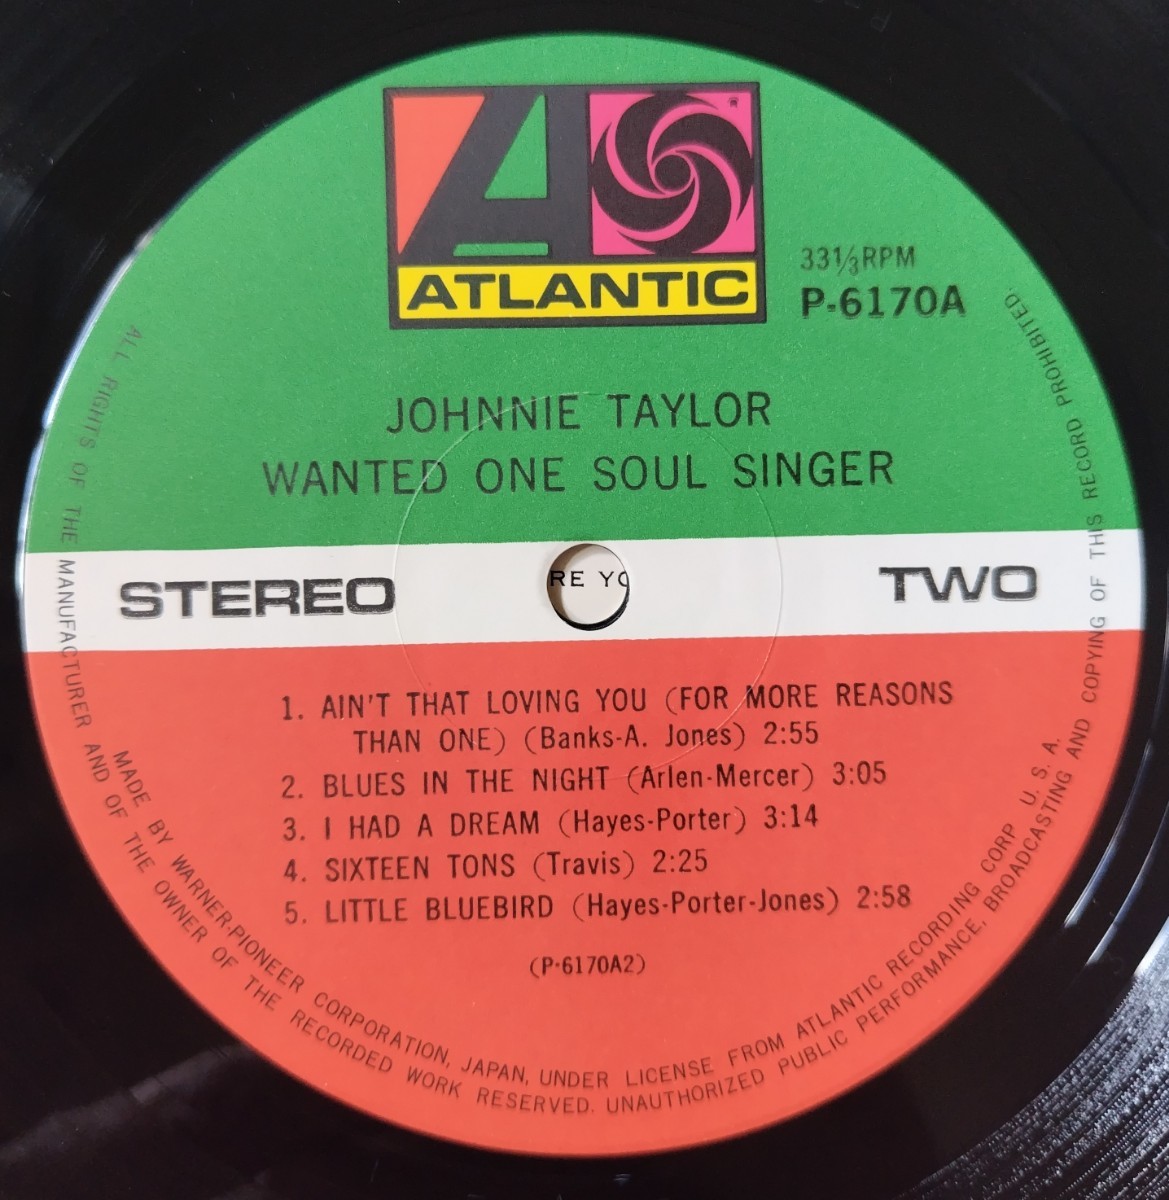 ATLANTIC
33⅓RPM
P-6170A
JOHNNIE TAYLOR
WANTED ONE SOUL SINGER
STEREO
RE YO
TWO
1. AIN'T THAT LOVING YOU (FOR MORE REASONS
THAN ONE) (Banks-A. Jones) 2:55
2. BLUES IN THE NIGHT (Arlen-Mercer) 3:05
3. I HAD A DREAM (Hayes-Porter) 3:14
4. SIXTEEN TONS (Travis) 2:25
5. LITTLE BLUEBIRD (Hayes-Porter-Jones) 2:58
(P-6170A2)
MADE BY WARNER-PIONEER CORPORATION, JAPAN, UNDER LICENSE FROM ATLANTIC RECORDING CORP U. S. A.
ALL RIGHTS OF THE MANUFACTURER AND OF THE OWNER OF THE RECORDED WORK RESERVED. UNAUTHORIZED PUBLIC PERFORMANCE, BROADCASTING AND COPYING OF THIS RECORD PROHIBITED.